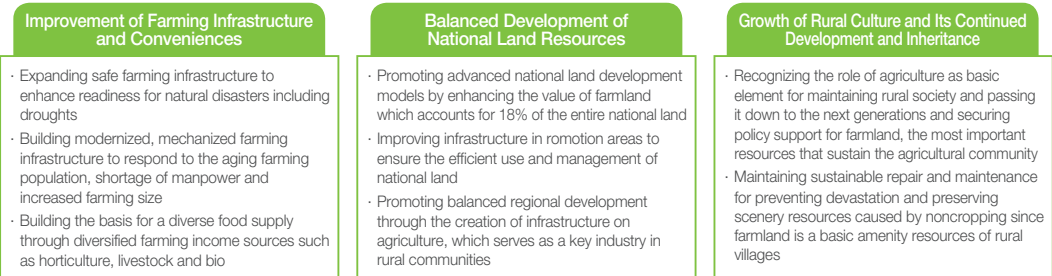 Improvement of Farming Infrastructure
and Conveniences
· Expanding safe farming infrastructure to
enhance readiness for natural disasters including
droughts
· Building modernized, mechanized farming
infrastructure to respond to the aging farming
population, shortage of manpower and
increased farming size
· Building the basis for a diverse food supply
through diversified farming income sources such
as horticulture, livestock and bio
Balanced Development of
National Land Resources
· Promoting advanced national land development
models by enhancing the value of farmland
which accounts for 18% of the entire national land
· Improving infrastructure in romotion areas to
ensure the efficient use and management of
national land
· Promoting balanced regional development
through the creation of infrastructure on
agriculture, which serves as a key industry in
rural communities
Growth of Rural Culture and Its Continued
Development and Inheritance
· Recognizing the role of agriculture as basic
element for maintaining rural society and passing
it down to the next generations and securing
policy support for farmland, the most important
resources that sustain the agricultural community
· Maintaining sustainable repair and maintenance
for preventing devastation and preserving
scenery resources caused by noncropping since
farmland is a basic amenity resources of rural
villages